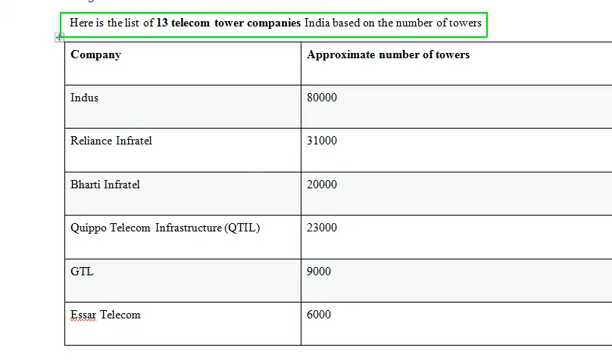 Here is the list of 13 telecom tower companies India based on the number of towers
Company Approximate number of towers
Indus 80000
Reliance Infratel 31000
Bharti Infratel 20000
Quippo Telecom Infrastructure (QTIL) 23000
GTL 9000
Essar Telecom 6000